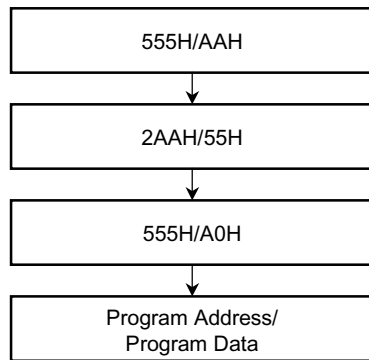 555H/AAH
2AAH/55H
555H/A0H
Program Address/
Program Data